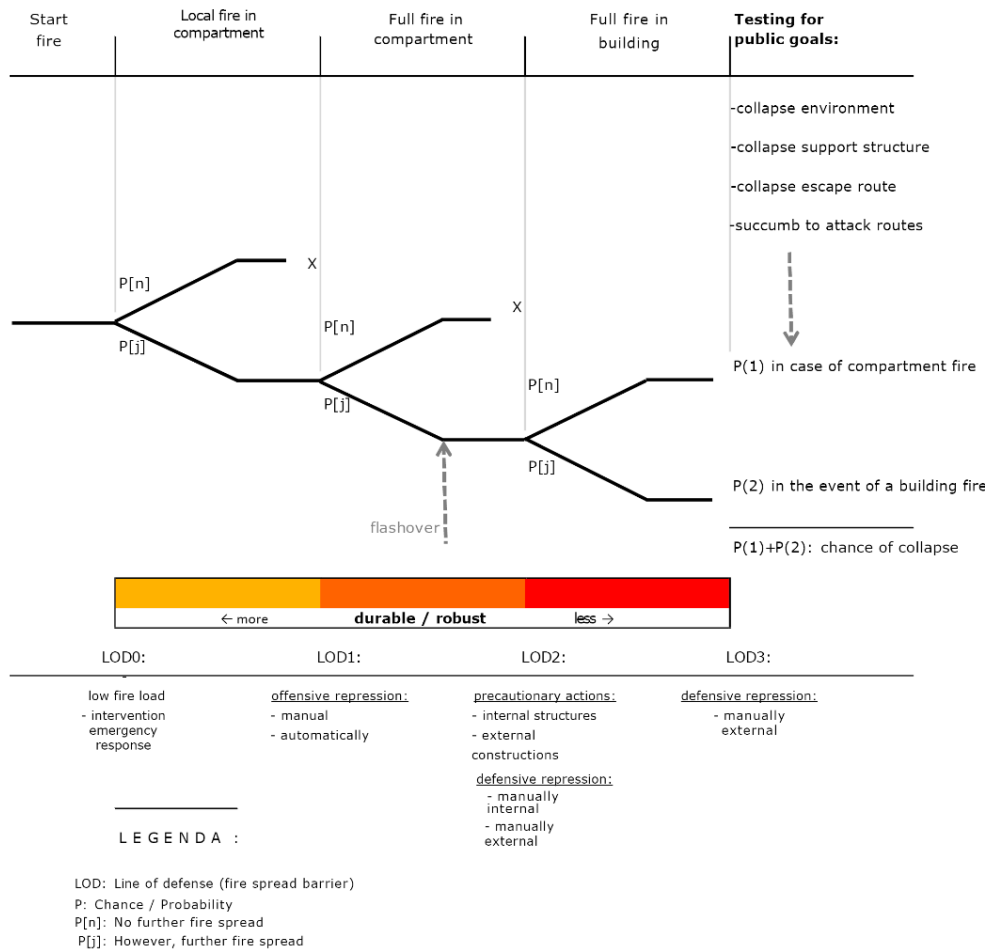 Start
fire
Local fire in
compartment
Full fire in
compartment
Full fire in
building
Testing for
public goals:
-collapse environment
-collapse support structure
-collapse escape route
-succumb to attack routes
P[n]
X
P[j]
P[n]
X
P[j]
P[n]
P[j]
P(1) in case of compartment fire
P(2) in the event of a building fire
flashover
P(1)+P(2): chance of collapse
← more
durable / robust
less →
LOD0:
LOD1:
LOD2:
LOD3:
low fire load
- intervention
emergency
response
offensive repression:
- manual
- automatically
precautionary actions:
- internal structures
- external
constructions
defensive repression:
- manually
internal
- manually
external
defensive repression:
- manually
external
LEGENDA :
LOD: Line of defense (fire spread barrier)
P: Chance / Probability
P[n]: No further fire spread
P[j]: However, further fire spread